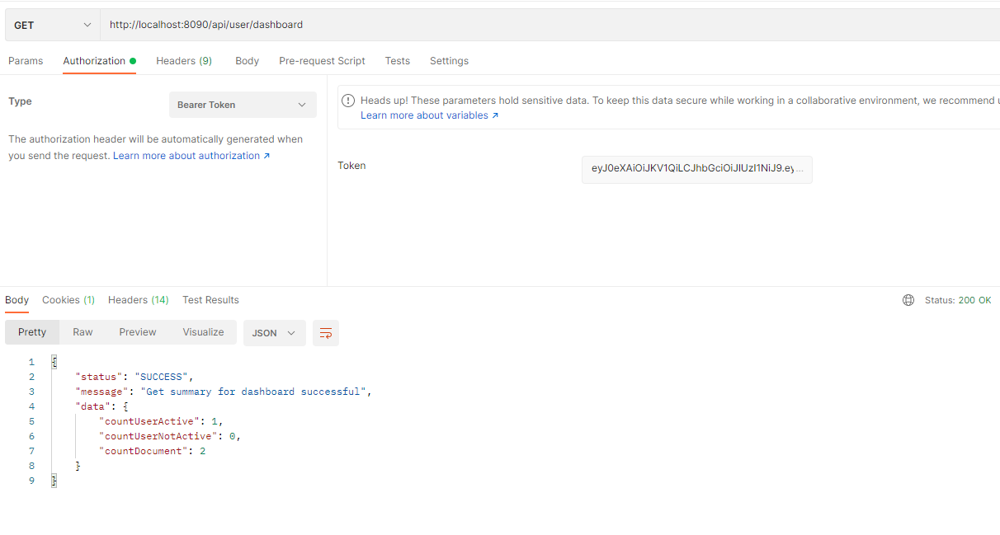 GET http://localhost:8090/api/user/dashboard
Params Authorization Headers (9) Body Pre-request Script Tests Settings
Type Bearer Token
The authorization header will be automatically generated when
you send the request. Learn more about authorization ↗
Heads up! These parameters hold sensitive data. To keep this data secure while working in a collaborative environment, we recommend u
Learn more about variables ↗
Token eyJ0eXAiOiJKV1QiLCJhbGciOiJIUzI1NiJ9.ey...
Body Cookies (1) Headers (14) Test Results Status: 200 OK
Pretty Raw Preview Visualize JSON
1 {
2 "status": "SUCCESS",
3 "message": "Get summary for dashboard successful",
4 "data": {
5 "countUserActive": 1,
6 "countUserNotActive": 0,
7 "countDocument": 2
8 }
9 }